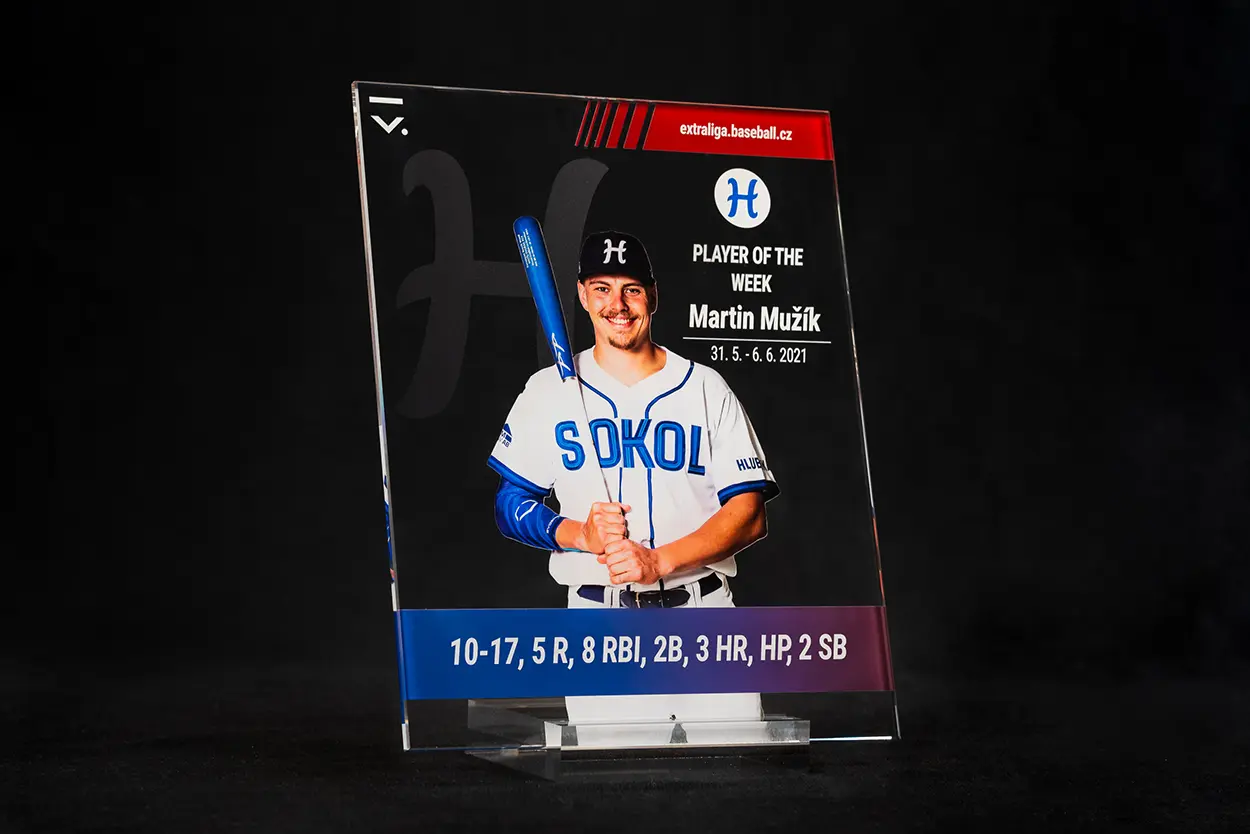 extraliga.baseball.cz
H
PLAYER OF THE
WEEK
Martin Mužík
31. 5. - 6. 6. 2021
H
SOKOL
10-17, 5 R, 8 RBI, 2B, 3 HR, HP, 2 SB